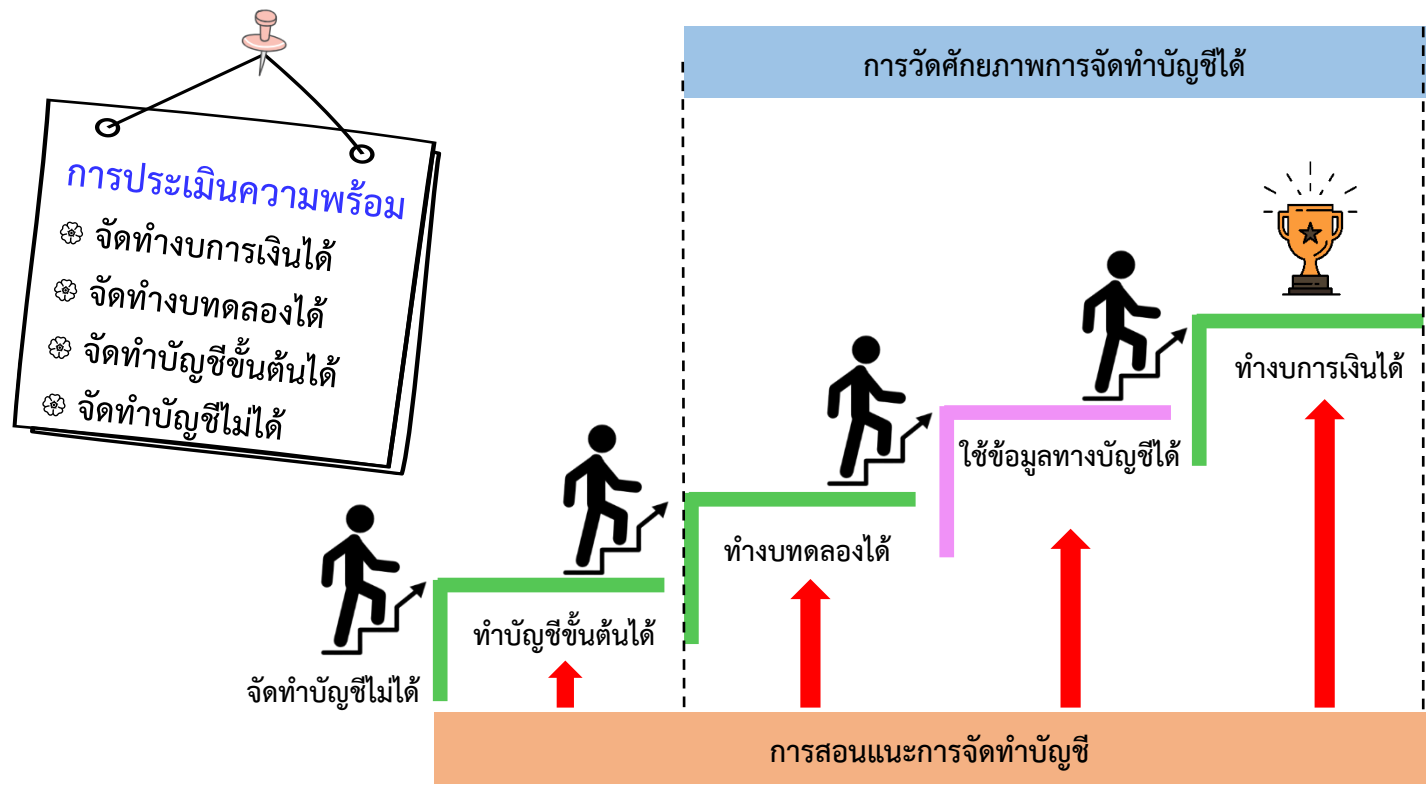 การประเมินความพร้อม
จัดทำงบการเงินได้
จัดทำงบทดลองได้
จัดทำบัญชีขั้นต้นได้
จัดทำบัญชีไม่ได้
การวัดศักยภาพการจัดทำบัญชีได้
ทำงบการเงินได้
ใช้ข้อมูลทางบัญชีได้
ทำงบทดลองได้
ทำบัญชีขั้นต้นได้
จัดทำบัญชีไม่ได้
การสอนแนะการจัดทำบัญชี